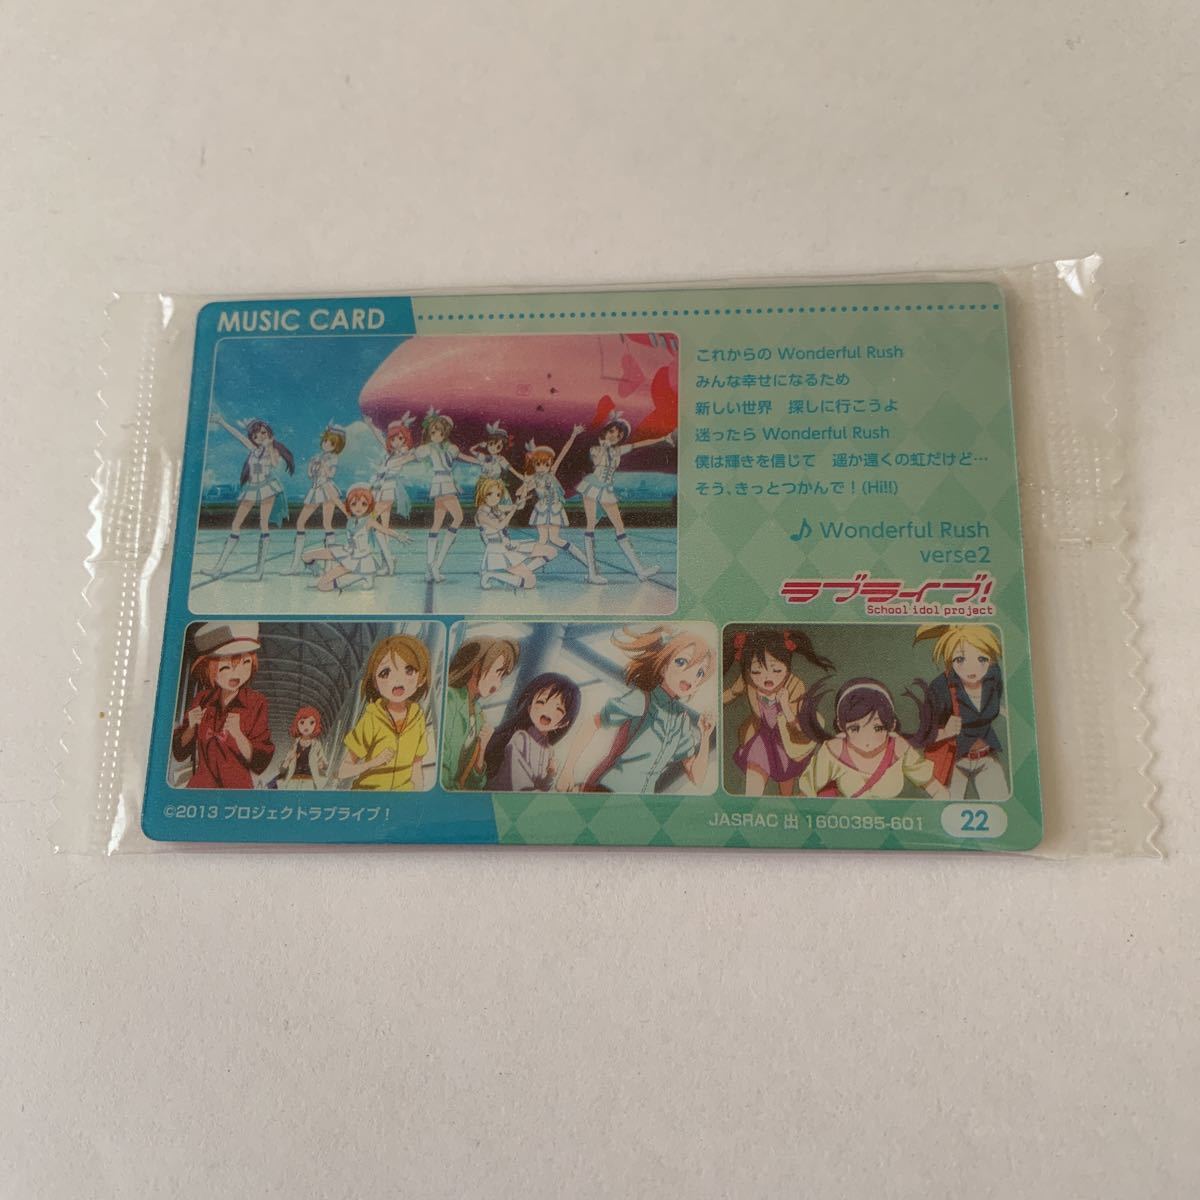 MUSIC CARD
これからの Wonderful Rush
みんな幸せになるため
新しい世界　探しに行こうよ
迷ったら Wonderful Rush
僕は輝きを信じて　遥か遠くの虹だけど…
そう、きっとつかんで！(Hi!!)
♪ Wonderful Rush
verse2
ラブライブ!
School idol project
©2013 プロジェクトラブライブ！
JASRAC 出 1600385-601
22